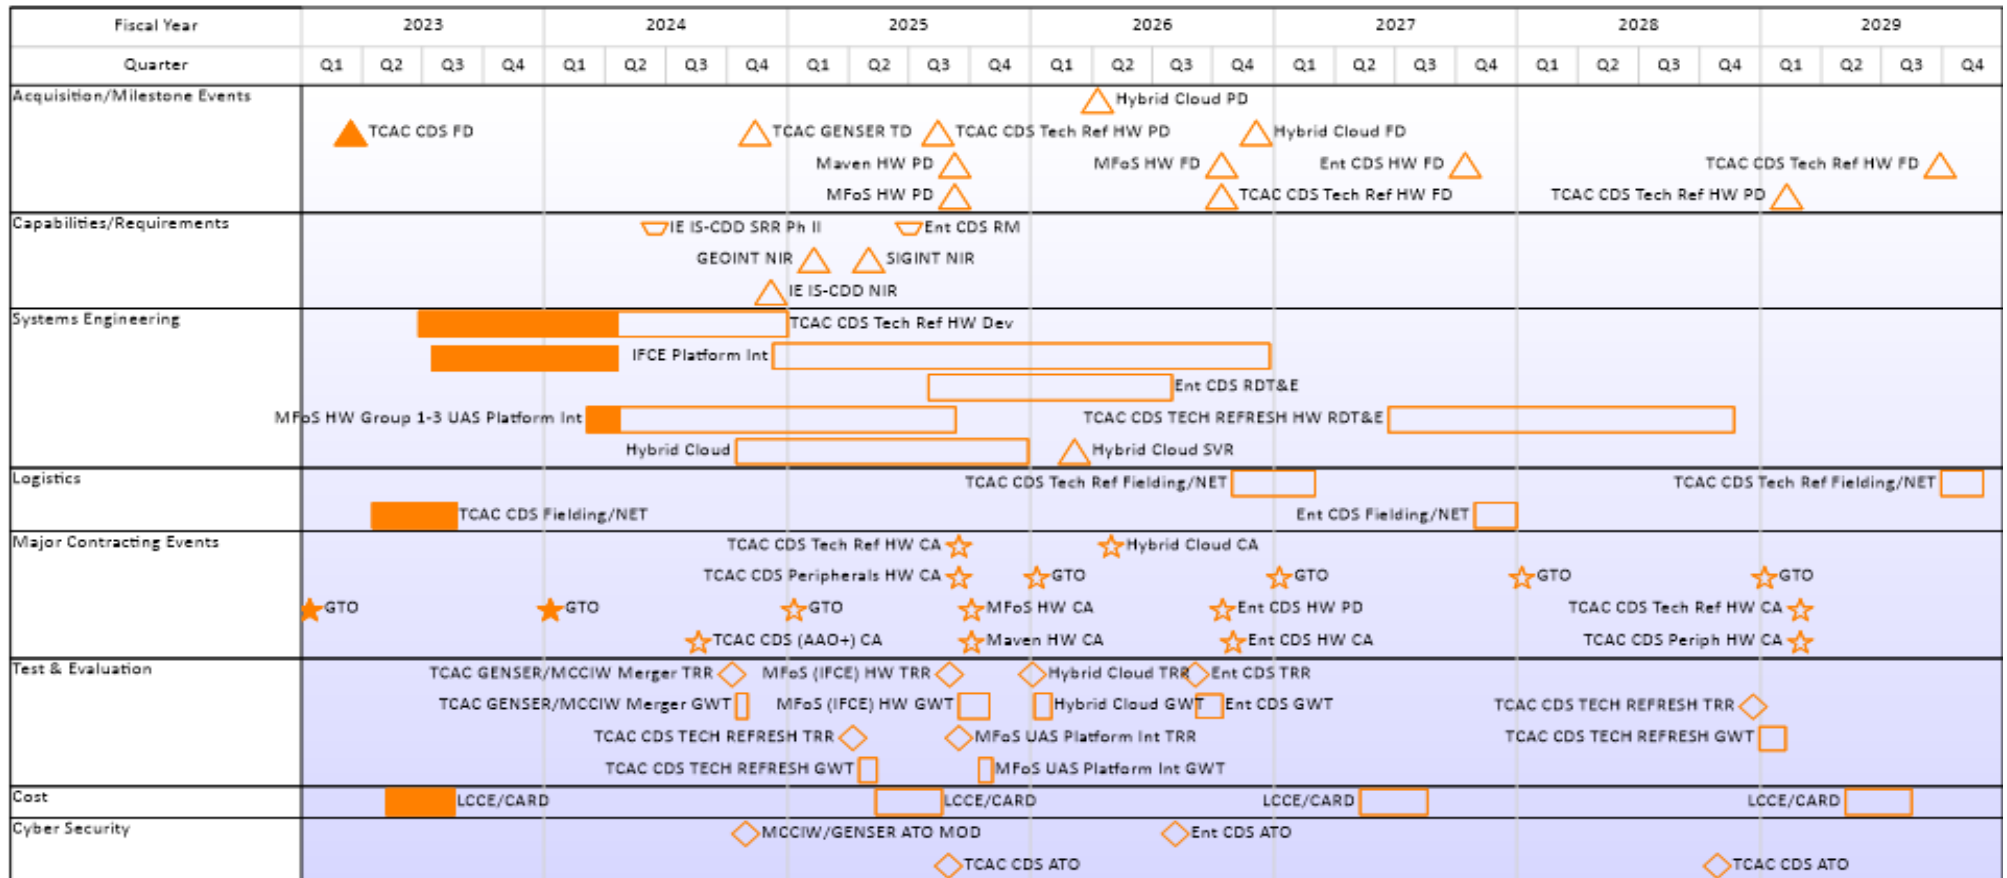 Fiscal Year 2023 2024 2025 2026 2027 2028 2029
Quarter Q1 Q2 Q3 Q4 Q1 Q2 Q3 Q4 Q1 Q2 Q3 Q4 Q1 Q2 Q3 Q4 Q1 Q2 Q3 Q4 Q1 Q2 Q3 Q4 Q1 Q2 Q3 Q4
Acquisition/Milestone Events Hybrid Cloud PD
TCAC CDS FD TCAC GENSER TD TCAC CDS Tech Ref HW PD Hybrid Cloud FD
Maven HW PD MFoS HW FD Ent CDS HW FD TCAC CDS Tech Ref HW FD
MFoS HW PD TCAC CDS Tech Ref HW FD TCAC CDS Tech Ref HW PD
Capabilities/Requirements IE IS-CDD SRR Ph II Ent CDS RM
GEOINT NIR SIGINT NIR
IE IS-CDD NIR
Systems Engineering TCAC CDS Tech Ref HW Dev
IFCE Platform Int
Ent CDS RDT&E
MFoS HW Group 1-3 UAS Platform Int TCAC CDS TECH REFRESH HW RDT&E
Hybrid Cloud Hybrid Cloud SVR
Logistics TCAC CDS Tech Ref Fielding/NET TCAC CDS Tech Ref Fielding/NET
TCAC CDS Fielding/NET Ent CDS Fielding/NET
Major Contracting Events TCAC CDS Tech Ref HW CA Hybrid Cloud CA
TCAC CDS Peripherals HW CA GTO GTO GTO GTO
GTO GTO GTO MFoS HW CA Ent CDS HW PD TCAC CDS Tech Ref HW CA
TCAC CDS (AAO+) CA Maven HW CA Ent CDS HW CA TCAC CDS Periph HW CA
Test & Evaluation TCAC GENSER/MCCIW Merger TRR MFoS (IFCE) HW TRR Hybrid Cloud TRR Ent CDS TRR
TCAC GENSER/MCCIW Merger GWT MFoS (IFCE) HW GWT Hybrid Cloud GWT Ent CDS GWT TCAC CDS TECH REFRESH TRR
TCAC CDS TECH REFRESH TRR MFoS UAS Platform Int TRR TCAC CDS TECH REFRESH GWT
TCAC CDS TECH REFRESH GWT MFoS UAS Platform Int GWT
Cost LCCE/CARD LCCE/CARD LCCE/CARD LCCE/CARD
Cyber Security MCCIW/GENSER ATO MOD Ent CDS ATO
TCAC CDS ATO TCAC CDS ATO